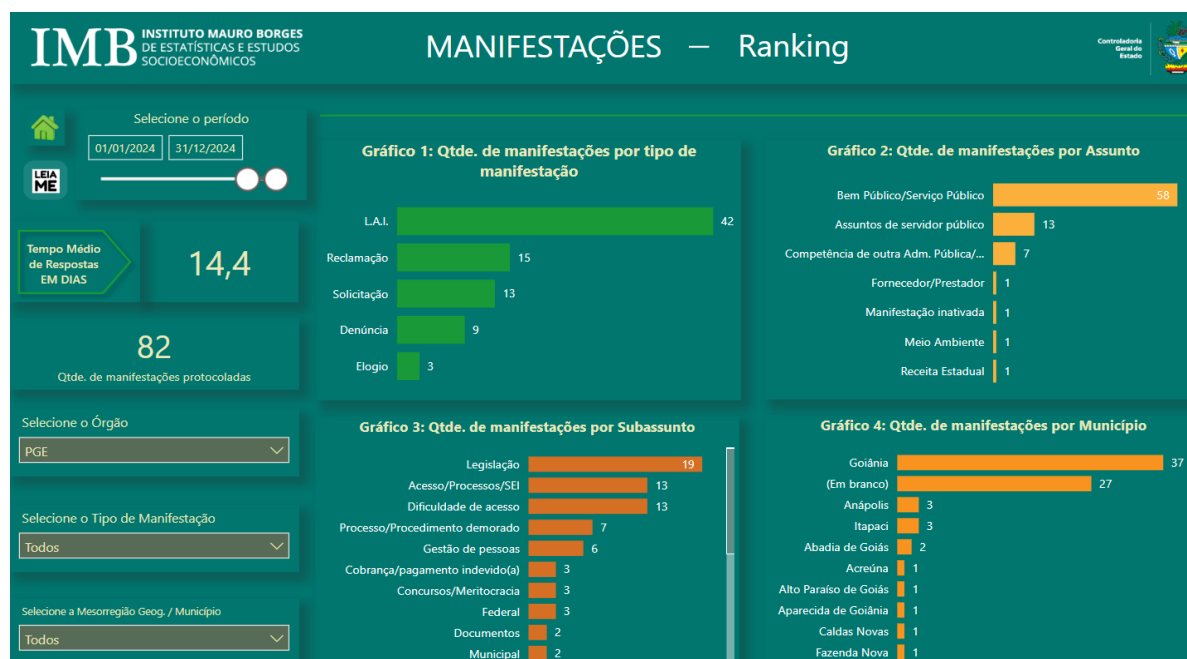 IMB INSTITUTO MAURO BORGES
DE ESTATÍSTICAS E ESTUDOS
SOCIOECONÔMICOS
MANIFESTAÇÕES – Ranking
Controladoria
Geral do
Estado
Selecione o período
01/01/2024 31/12/2024
LEIA
ME
Tempo Médio
de Respostas
EM DIAS
14,4
82
Qtde. de manifestações protocoladas
Selecione o Órgão
PGE
Selecione o Tipo de Manifestação
Todos
Selecione a Mesorregião Geog. / Município
Todos
Gráfico 1: Qtde. de manifestações por tipo de
manifestação
L.A.I. 42
Reclamação 15
Solicitação 13
Denúncia 9
Elogio 3
Gráfico 2: Qtde. de manifestações por Assunto
Bem Público/Serviço Público 58
Assuntos de servidor público 13
Competência de outra Adm. Pública/... 7
Fornecedor/Prestador 1
Manifestação inativada 1
Meio Ambiente 1
Receita Estadual 1
Gráfico 3: Qtde. de manifestações por Subassunto
Legislação 19
Acesso/Processos/SEI 13
Dificuldade de acesso 13
Processo/Procedimento demorado 7
Gestão de pessoas 6
Cobrança/pagamento indevido(a) 3
Concursos/Meritocracia 3
Federal 3
Documentos 2
Municipal 2
Gráfico 4: Qtde. de manifestações por Município
Goiânia 37
(Em branco) 27
Anápolis 3
Itapaci 3
Abadia de Goiás 2
Acreúna 1
Alto Paraíso de Goiás 1
Aparecida de Goiânia 1
Caldas Novas 1
Fazenda Nova 1